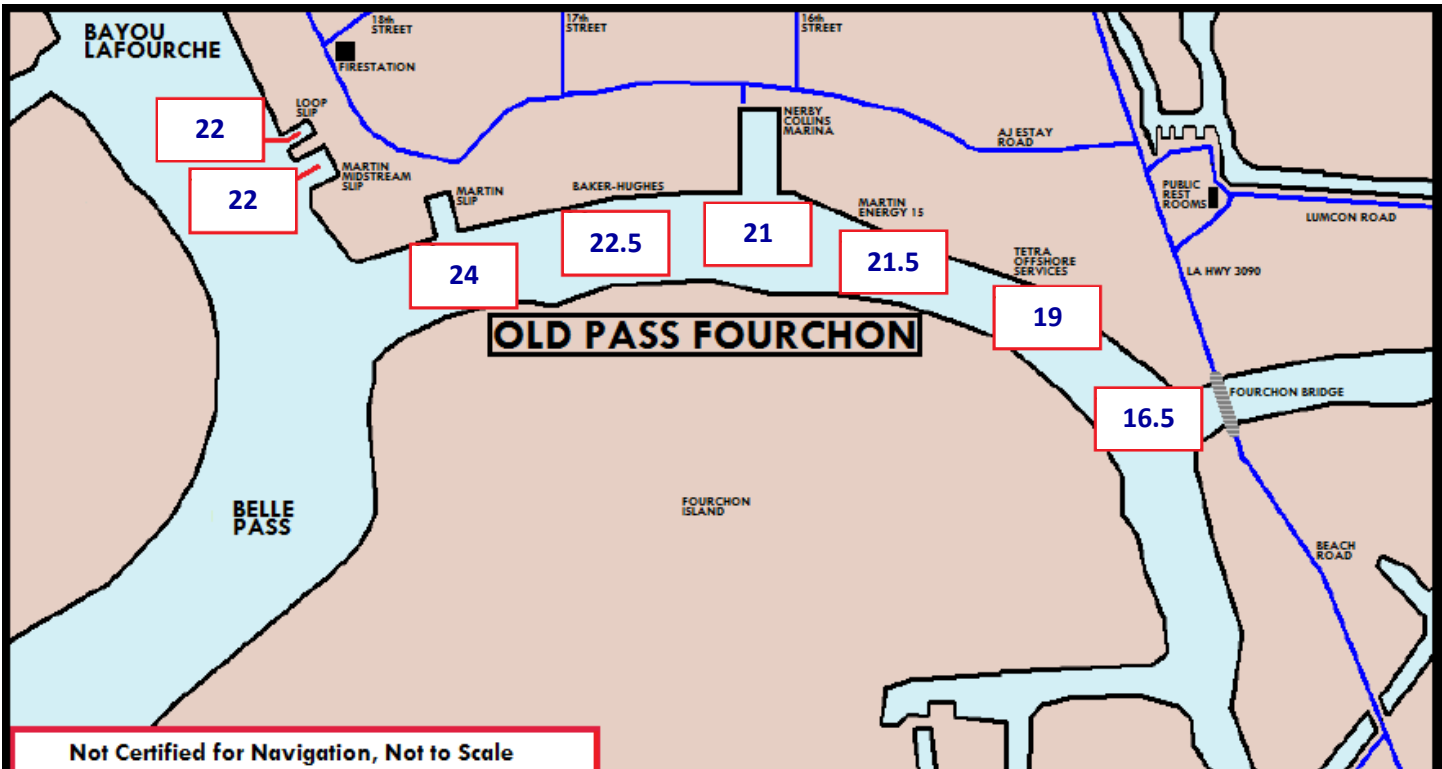 BAYOU
LAFOURCHE
18th
STREET
17th
STREET
16th
STREET
FIRESTATION
LOOP
SLIP
22
MARTIN
MIDSTREAM
SLIP
22
MARTIN
SLIP
BAKER-HUGHES
NERBY
COLLINS
MARINA
AJ ESTAY
ROAD
PUBLIC
REST
ROOMS
LUMCON ROAD
MARTIN
ENERGY 15
24
22.5
21
21.5
TETRA
OFFSHORE
SERVICES
LA HWY 3090
19
OLD PASS FOURCHON
16.5
FOURCHON BRIDGE
BELLE
PASS
FOURCHON
ISLAND
BEACH
ROAD
Not Certified for Navigation, Not to Scale